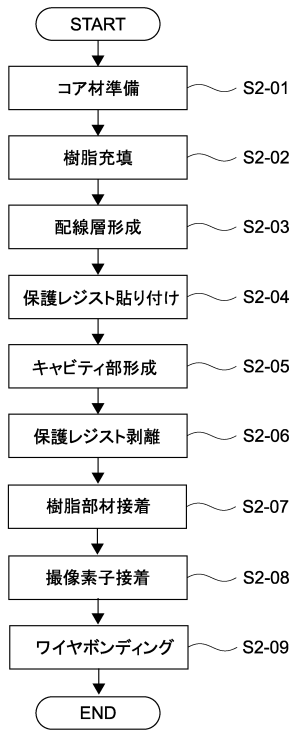 START
コア材準備 S2-01
樹脂充填 S2-02
配線層形成 S2-03
保護レジスト貼り付け S2-04
キャビティ部形成 S2-05
保護レジスト剥離 S2-06
樹脂部材接着 S2-07
撮像素子接着 S2-08
ワイヤボンディング S2-09
END